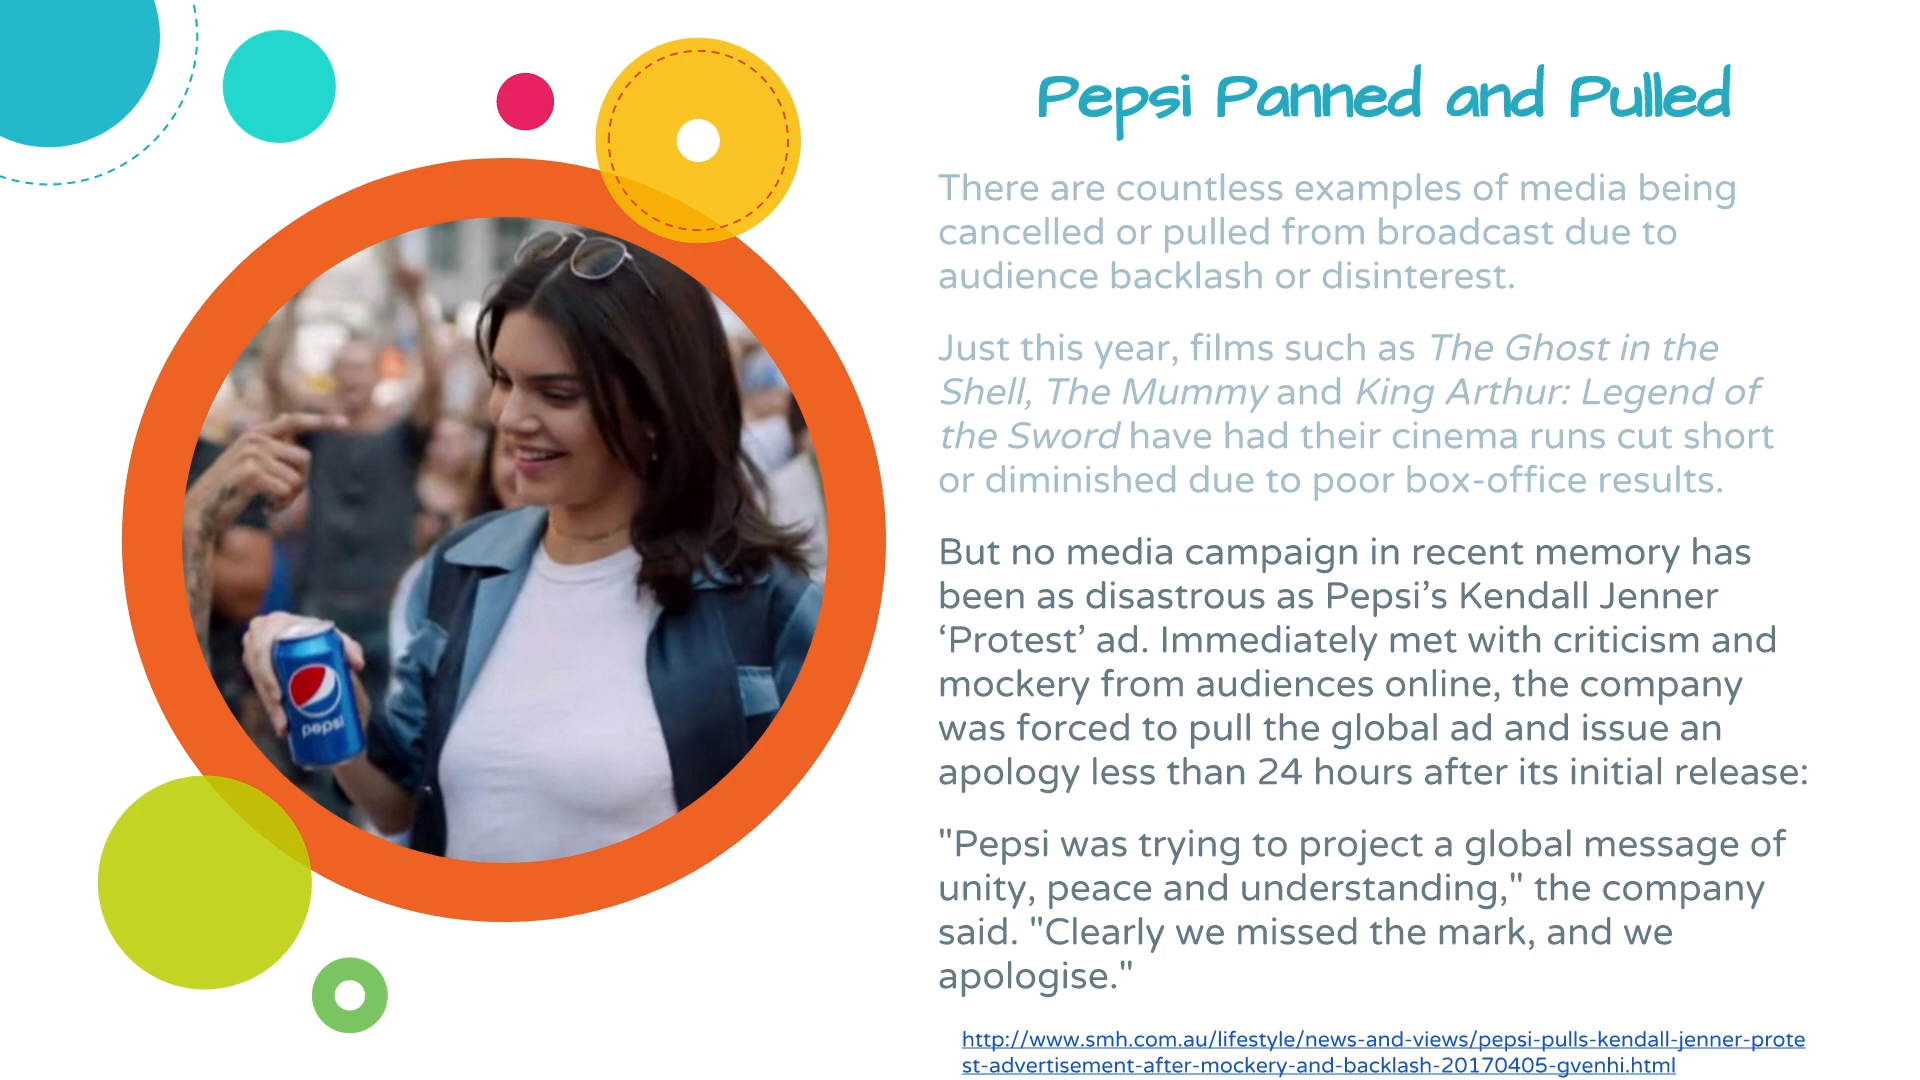 Pepsi Panned and Pulled
There are countless examples of media being
cancelled or pulled from broadcast due to
audience backlash or disinterest.
Just this year, films such as The Ghost in the
Shell, The Mummy and King Arthur: Legend of
the Sword have had their cinema runs cut short
or diminished due to poor box-office results.
But no media campaign in recent memory has
been as disastrous as Pepsi’s Kendall Jenner
‘Protest’ ad. Immediately met with criticism and
mockery from audiences online, the company
was forced to pull the global ad and issue an
apology less than 24 hours after its initial release:
"Pepsi was trying to project a global message of
unity, peace and understanding," the company
said. "Clearly we missed the mark, and we
apologise."
http://www.smh.com.au/lifestyle/news-and-views/pepsi-pulls-kendall-jenner-prote
st-advertisement-after-mockery-and-backlash-20170405-gvenhi.html
pepsi